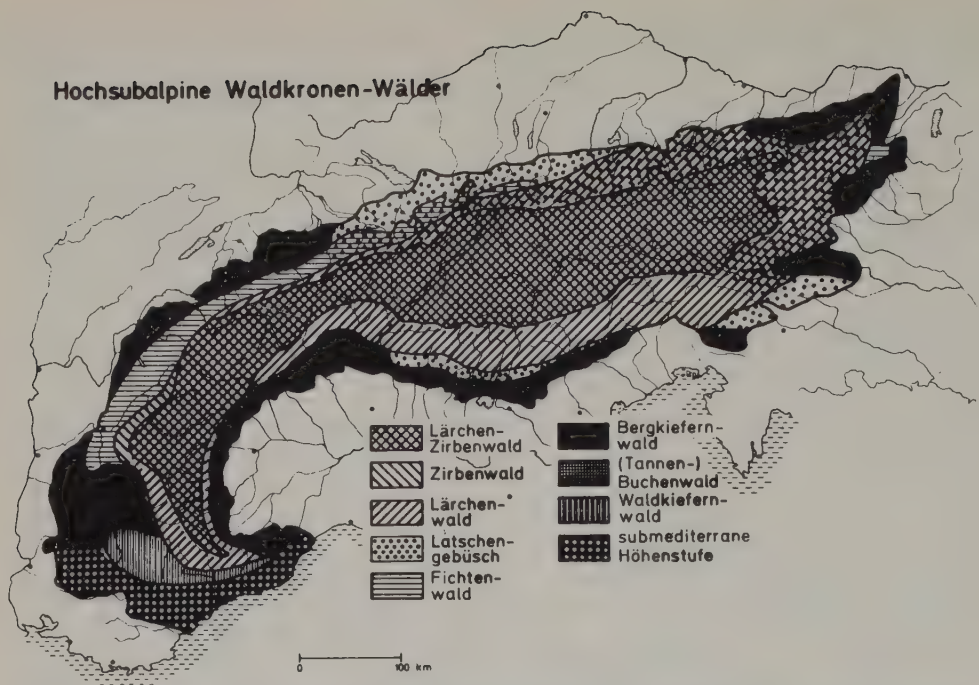 Hochsubalpine Waldkronen-Wälder
Lärchen-
Zirbenwald
Zirbenwald
Lärchen-
wald
Latschen-
gebüsch
Fichten-
wald
Bergkiefern-
wald
(Tannen-)
Buchenwald
Waldkiefern-
wald
submediterrane
Höhenstufe
0 100 km